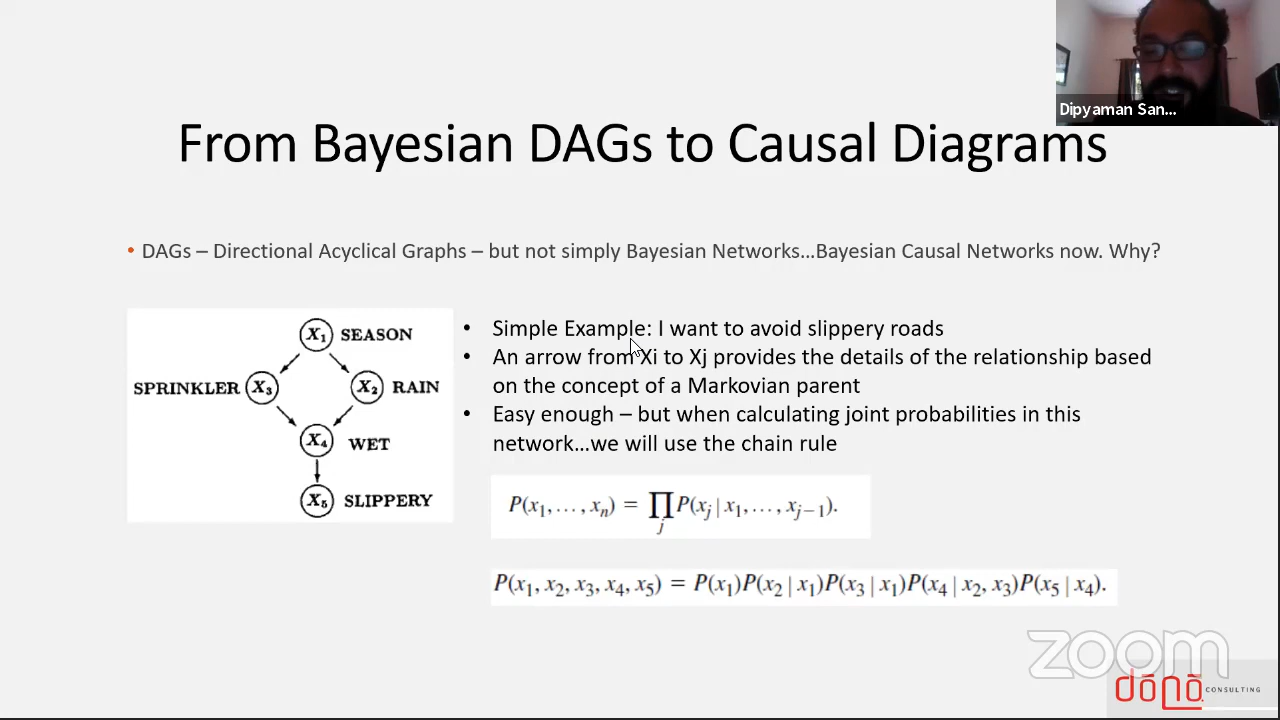 Dipyaman San...
From Bayesian DAGs to Causal Diagrams
• DAGs – Directional Acyclical Graphs – but not simply Bayesian Networks...Bayesian Causal Networks now. Why?
X₁ SEASON
SPRINKLER X₃ X₂ RAIN
X₄ WET
X₅ SLIPPERY
• Simple Example: I want to avoid slippery roads
• An arrow from Xi to Xj provides the details of the relationship based
on the concept of a Markovian parent
• Easy enough – but when calculating joint probabilities in this
network...we will use the chain rule
P(x₁, ..., xₙ) = ∏ⱼ P(xⱼ | x₁, ..., xⱼ₋₁).
P(x₁, x₂, x₃, x₄, x₅) = P(x₁)P(x₂ | x₁)P(x₃ | x₁)P(x₄ | x₂, x₃)P(x₅ | x₄).
zoom
dōnō CONSULTING